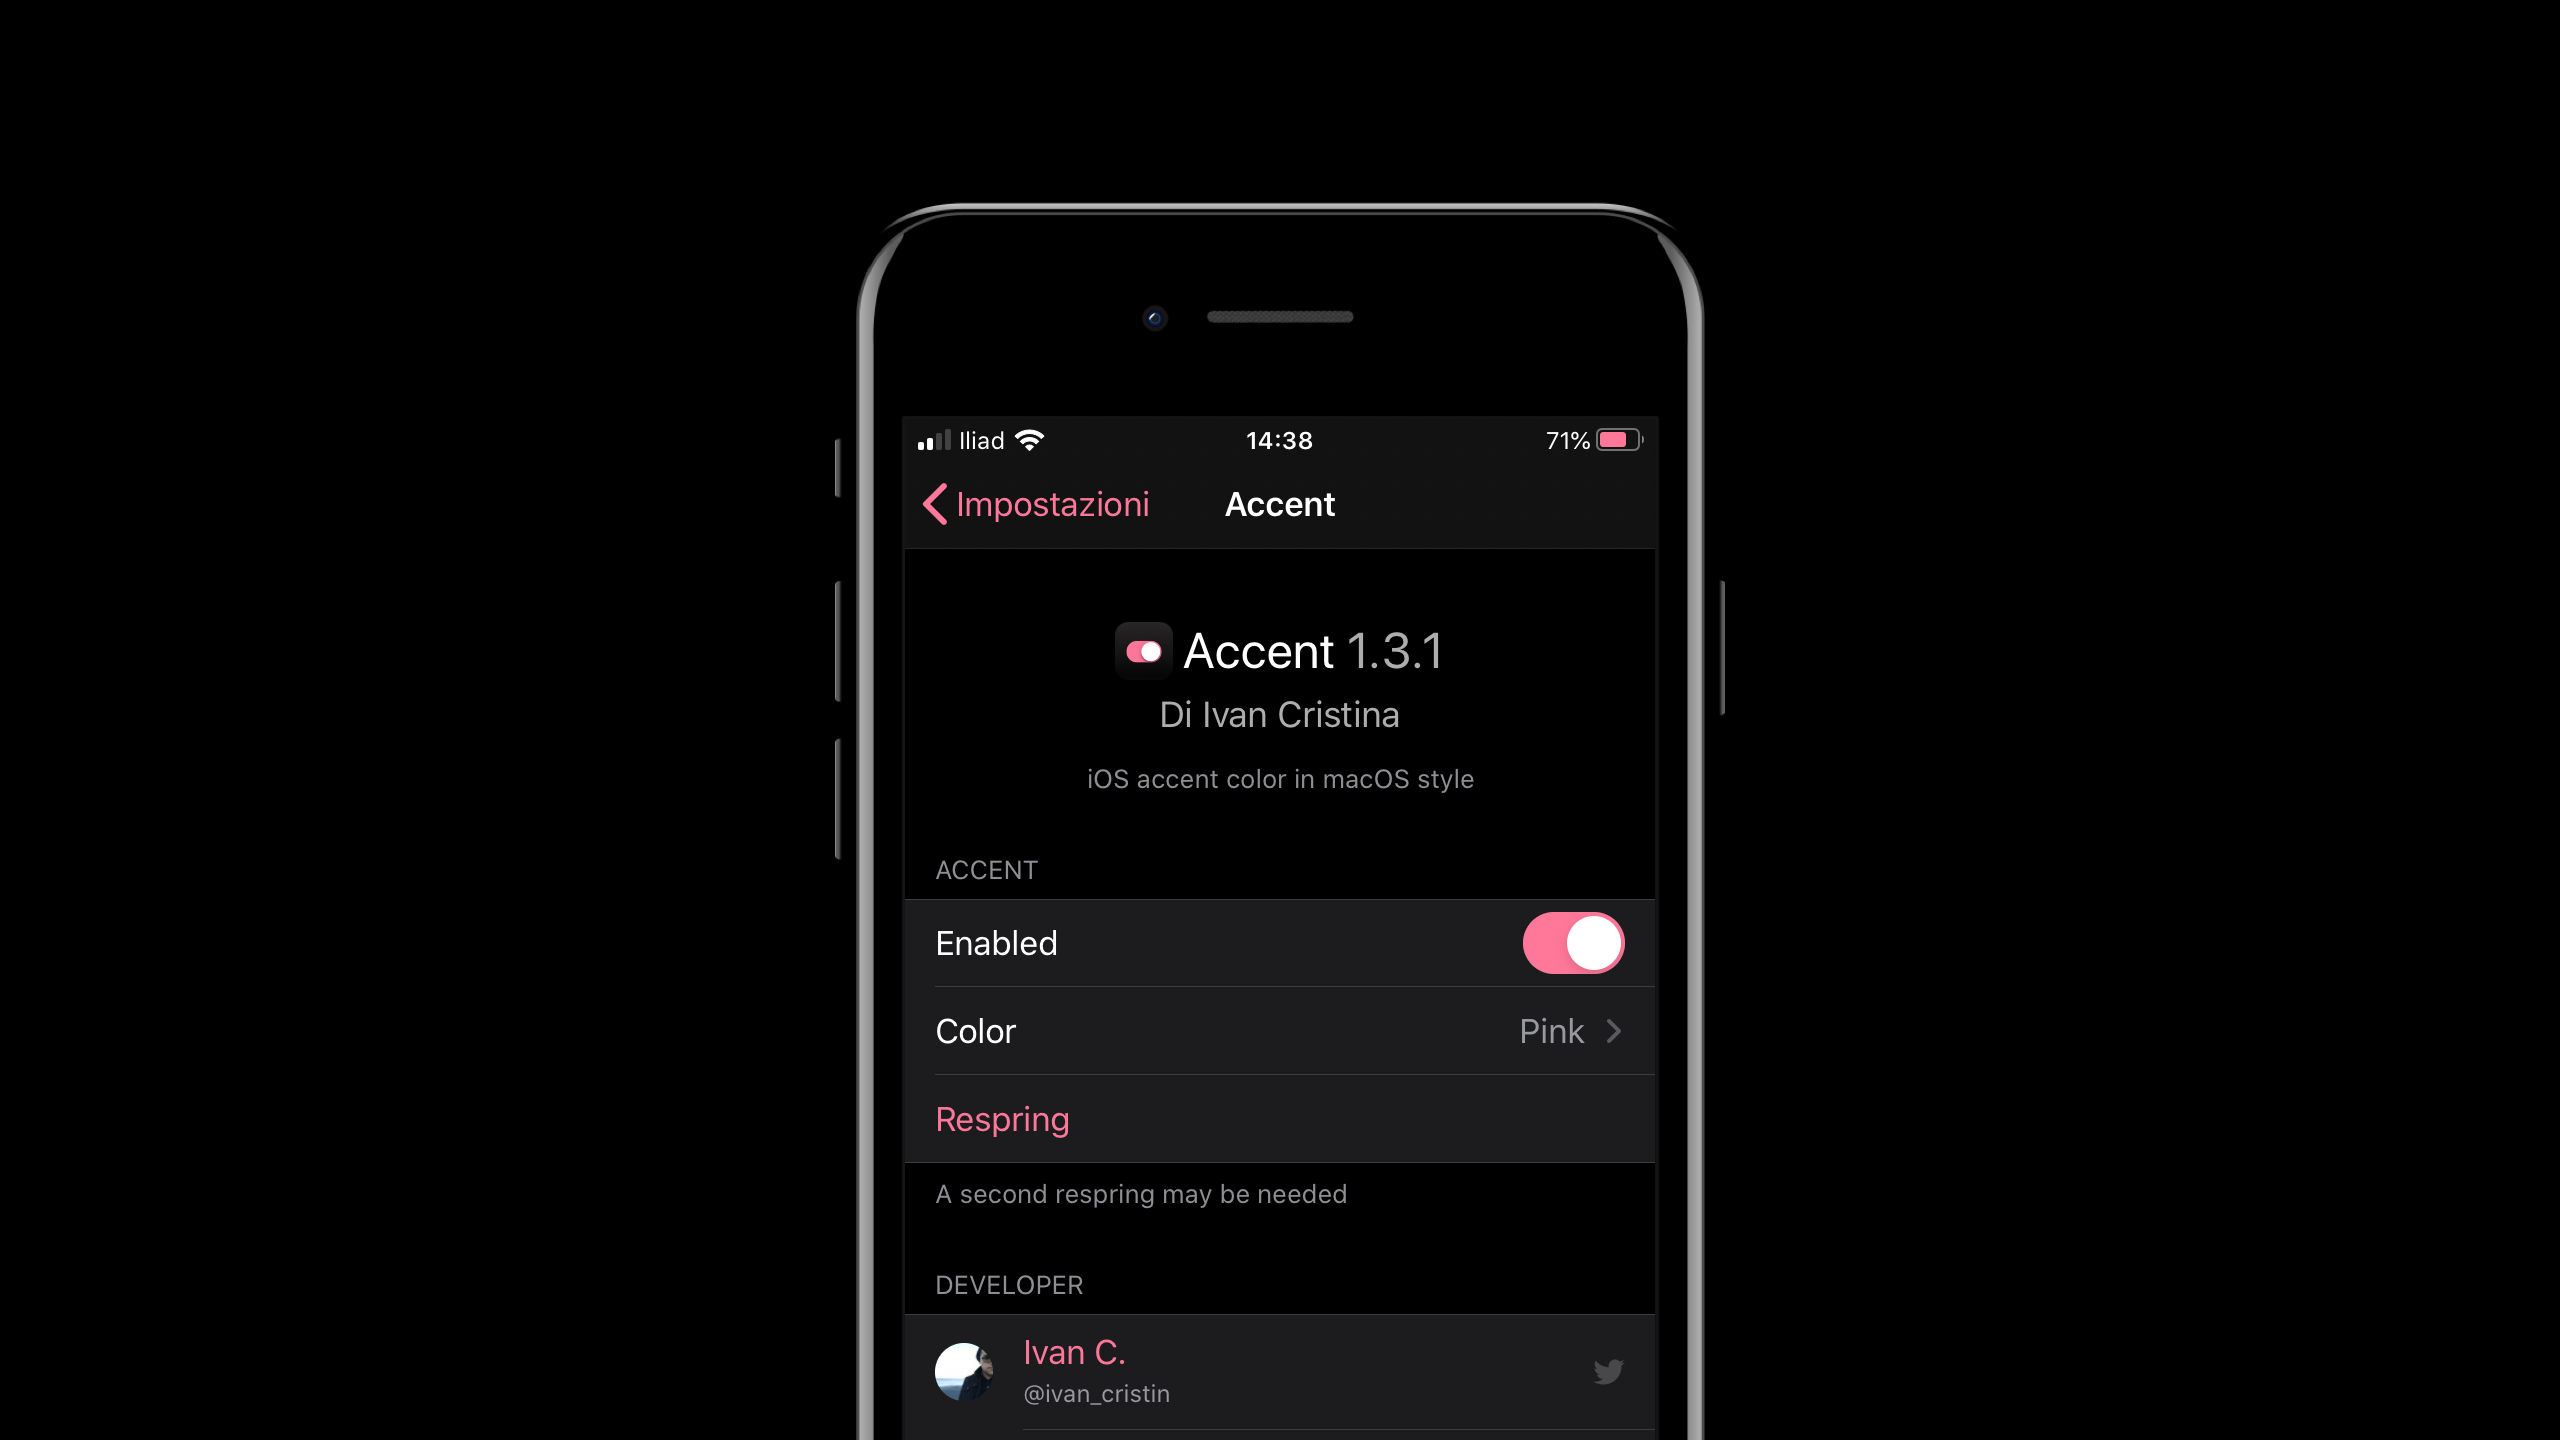 Iliad 14:38 71%
Impostazioni Accent
Accent 1.3.1
Di Ivan Cristina
iOS accent color in macOS style
ACCENT
Enabled
Color Pink
Respring
A second respring may be needed
DEVELOPER
Ivan C.
@ivan_cristin